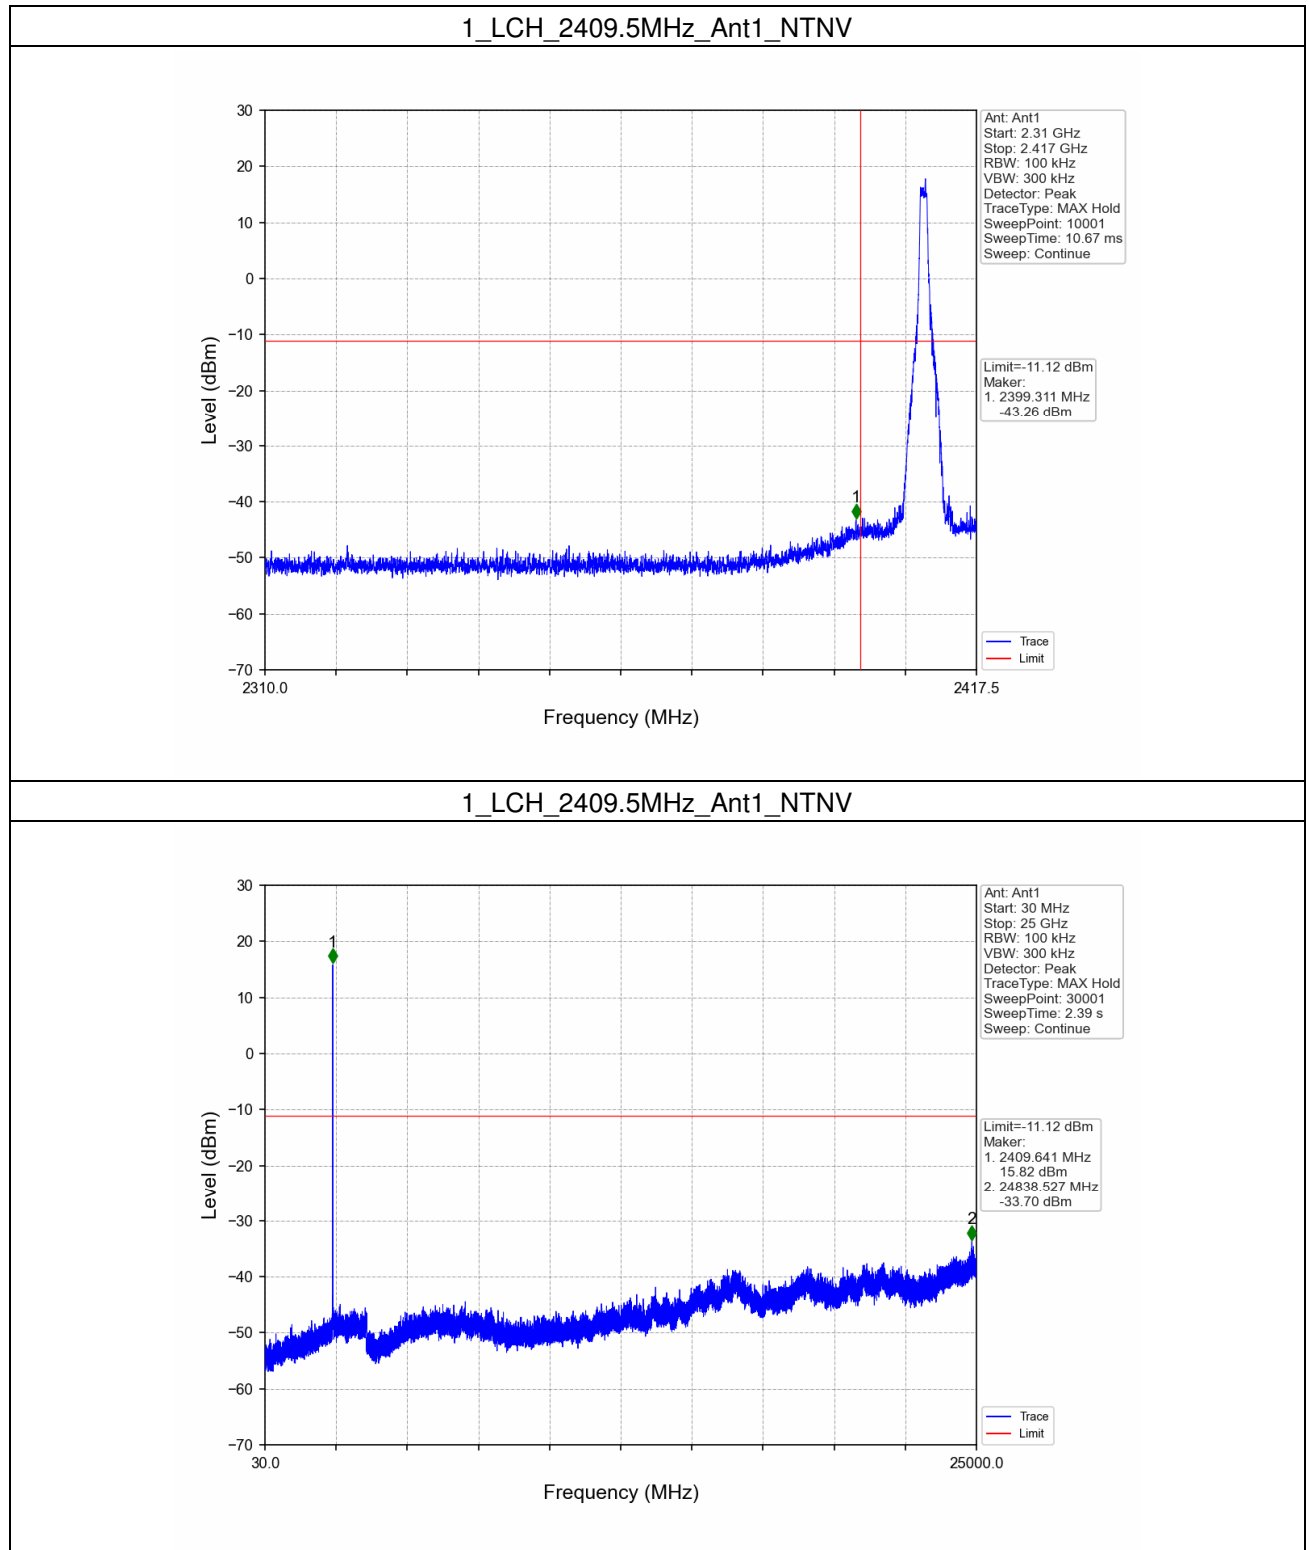 1_LCH_2409.5MHz_Ant1_NTNV
30
20
10
0
−10
−20
−30
−40
−50
−60
−70
Level (dBm)
2310.0
2417.5
Frequency (MHz)
1
Ant: Ant1
Start: 2.31 GHz
Stop: 2.417 GHz
RBW: 100 kHz
VBW: 300 kHz
Detector: Peak
TraceType: MAX Hold
SweepPoint: 10001
SweepTime: 10.67 ms
Sweep: Continue
Limit=-11.12 dBm
Maker:
1. 2399.311 MHz
-43.26 dBm
Trace
Limit
1_LCH_2409.5MHz_Ant1_NTNV
30
20
10
0
−10
−20
−30
−40
−50
−60
−70
Level (dBm)
30.0
25000.0
Frequency (MHz)
1
2
Ant: Ant1
Start: 30 MHz
Stop: 25 GHz
RBW: 100 kHz
VBW: 300 kHz
Detector: Peak
TraceType: MAX Hold
SweepPoint: 30001
SweepTime: 2.39 s
Sweep: Continue
Limit=-11.12 dBm
Maker:
1. 2409.641 MHz
15.82 dBm
2. 24838.527 MHz
-33.70 dBm
Trace
Limit